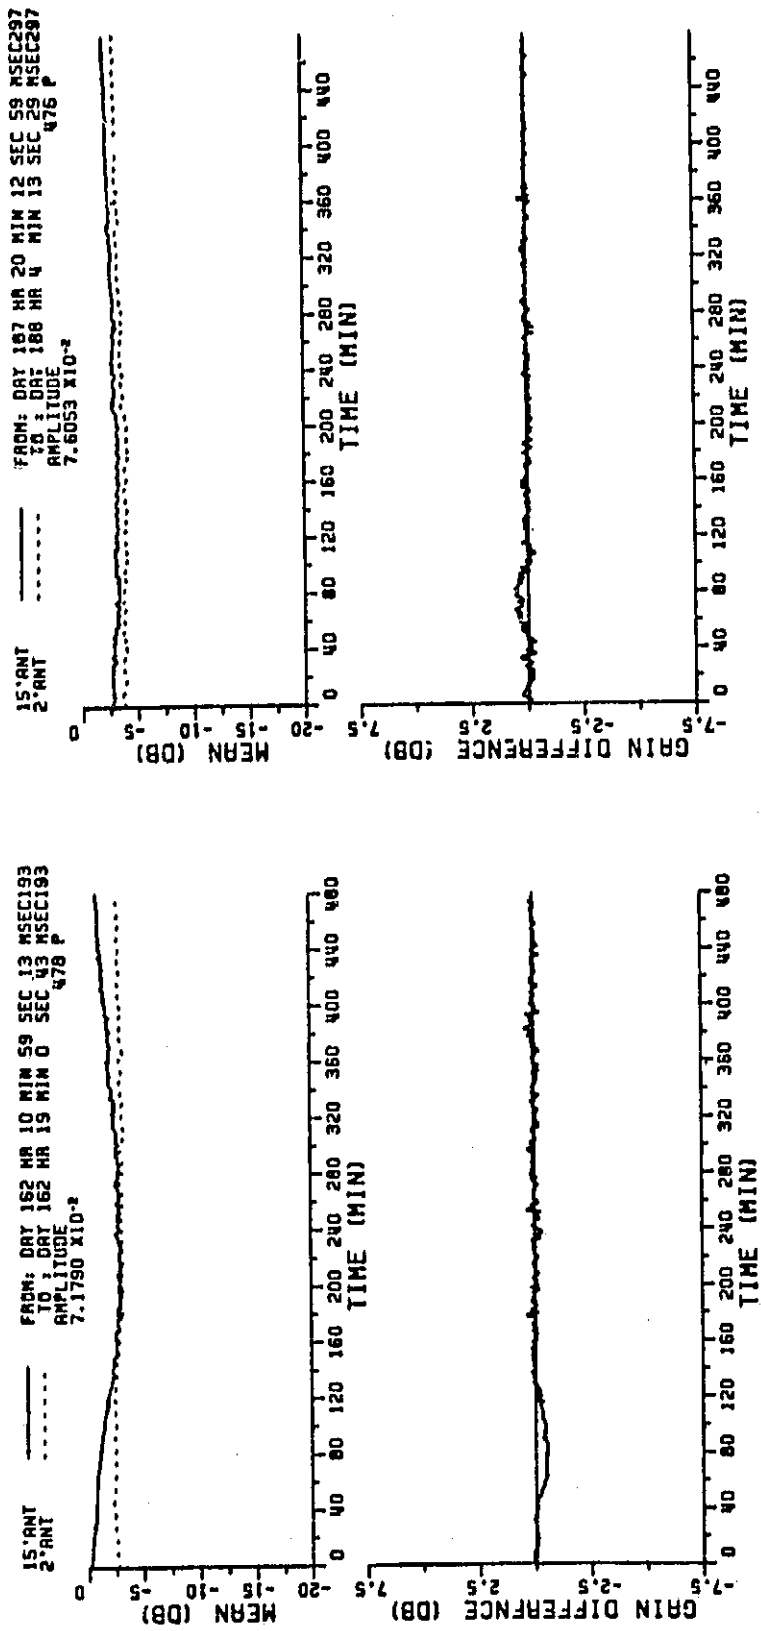 15'ANT ——— FROM: DAY 162 HR 10 MIN 59 SEC 13 MSEC193
2'ANT ------ TO : DAY 162 HR 19 MIN 0 SEC 43 MSEC193
AMPLITUDE 478 P
7.1790 X10-2
0 -5 -10 -15 -20
MEAN (DB)
0 40 80 120 160 200 240 280 320 360 400 440 480
TIME (MIN)
7.5 2.5 -2.5 -7.5
GAIN DIFFERENCE (DB)
0 40 80 120 160 200 240 280 320 360 400 440 480
TIME (MIN)
15'ANT ——— FROM: DAY 187 HR 20 MIN 12 SEC 59 MSEC297
2'ANT ------ TO : DAY 188 HR 4 MIN 13 SEC 29 MSEC297
AMPLITUDE 476 P
7.6053 X10-2
0 -5 -10 -15 -20
MEAN (DB)
0 40 80 120 160 200 240 280 320 360 400 440
TIME (MIN)
7.5 2.5 -2.5 -7.5
GAIN DIFFERENCE (DB)
0 40 80 120 160 200 240 280 320 360 400 440
TIME (MIN)